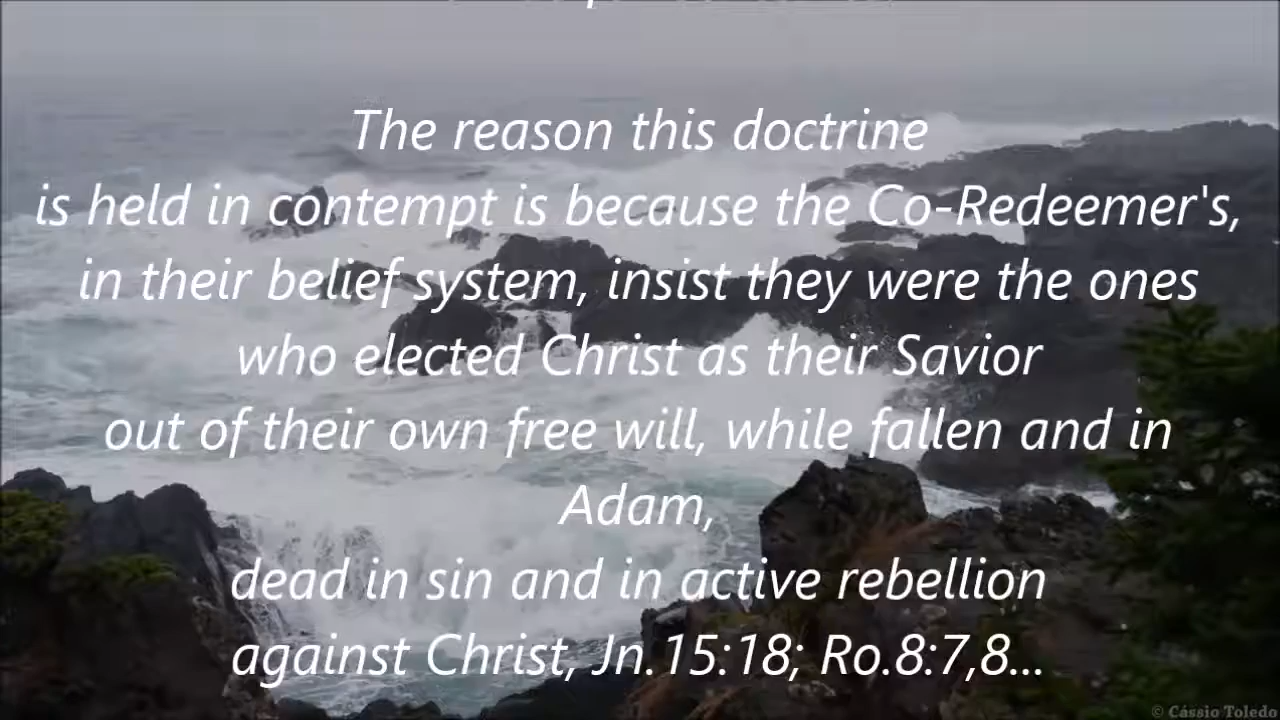 The reason this doctrine
is held in contempt is because the Co-Redeemer's,
in their belief system, insist they were the ones
who elected Christ as their Savior
out of their own free will, while fallen and in
Adam,
dead in sin and in active rebellion
against Christ, Jn.15:18; Ro.8:7,8...
© Cássio Toledo